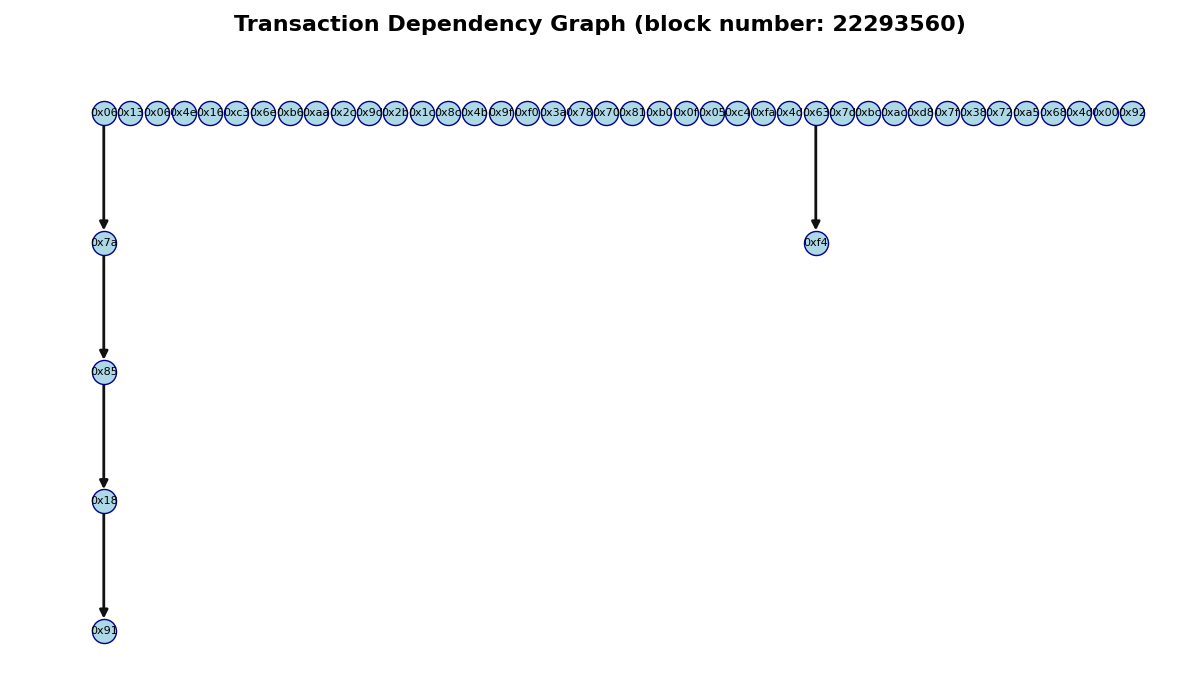 Transaction Dependency Graph (block number: 22293560)
0x06 0x13 0x06 0x4e 0x16 0xc3 0x6e 0xb6 0xaa 0x2c 0x9d 0x2b 0x1c 0x8c 0x4b 0x9f 0xf0 0x3a 0x78 0x70 0x81 0xb0 0x0f 0x05 0xc4 0xfa 0x4d 0x63 0x7d 0xbc 0xac 0xd8 0x7f 0x38 0x72 0xa5 0x68 0x4d 0x00 0x92
0x7a 0xf4
0x85
0x18
0x91